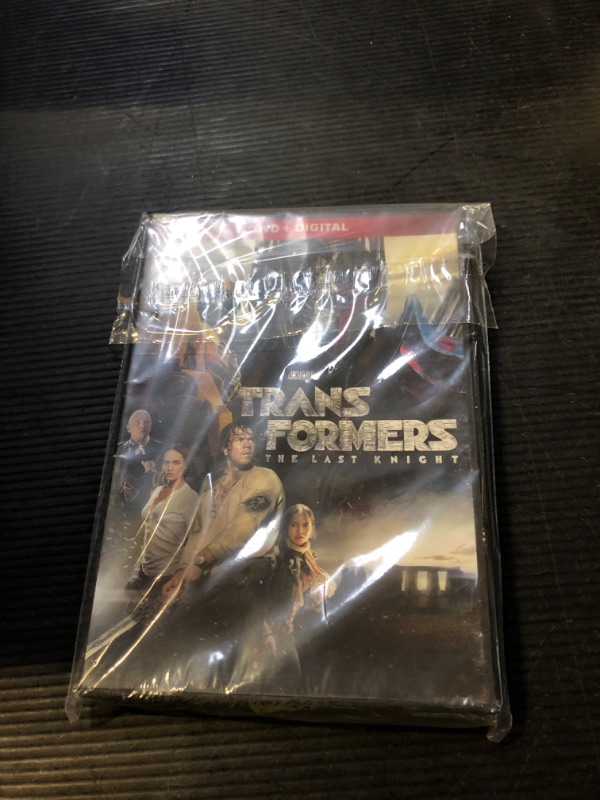 DVD + DIGITAL
TRANS
FORMERS
THE LAST KNIGHT